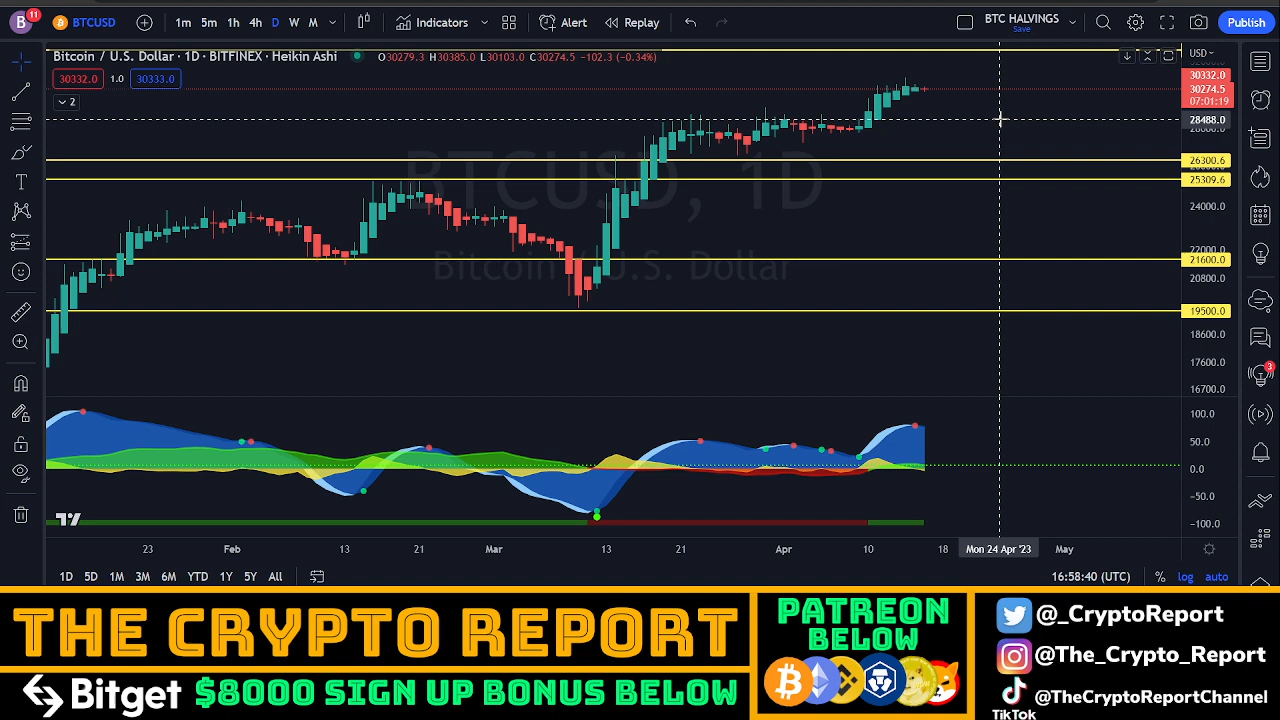 B 11 BTCUSD 1m 5m 1h 4h D W M Indicators Alert Replay BTC HALVINGS Save Publish
Bitcoin / U.S. Dollar · 1D · BITFINEX · Heikin Ashi O30279.3 H30385.0 L30103.0 C30274.5 −102.3 (−0.34%) USD
30332.0 1.0 30333.0
2
30332.0
30274.5
07:01:19
28488.0
28000.0
26300.6
25309.6
24000.0
22000.0
21600.0
20800.0
19500.0
18600.0
17600.0
16700.0
BTCUSD, 1D
Bitcoin / U.S. Dollar
3
100.0
50.0
0.0
−50.0
−100.0
23 Feb 13 21 Mar 13 21 Apr 10 18 Mon 24 Apr '23 May
1D 5D 1M 3M 6M YTD 1Y 5Y All 16:58:40 (UTC) % log auto
THE CRYPTO REPORT
Bitget $8000 SIGN UP BONUS BELOW
PATREON
BELOW
@_CryptoReport
@The_Crypto_Report
@TheCryptoReportChannel
TikTok